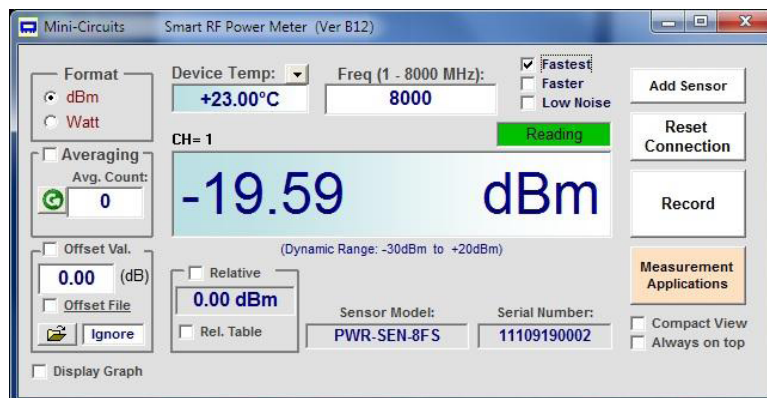 Mini-Circuits Smart RF Power Meter (Ver B12)
Format
dBm
Watt
Device Temp:
+23.00°C
Freq (1 - 8000 MHz):
8000
Fastest
Faster
Low Noise
Add Sensor
Reset
Connection
Record
Measurement
Applications
Compact View
Always on top
Averaging
Avg. Count:
0
CH= 1
Reading
-19.59 dBm
(Dynamic Range: -30dBm to +20dBm)
Offset Val.
0.00 (dB)
Offset File
Ignore
Relative
0.00 dBm
Rel. Table
Sensor Model:
PWR-SEN-8FS
Serial Number:
11109190002
Display Graph